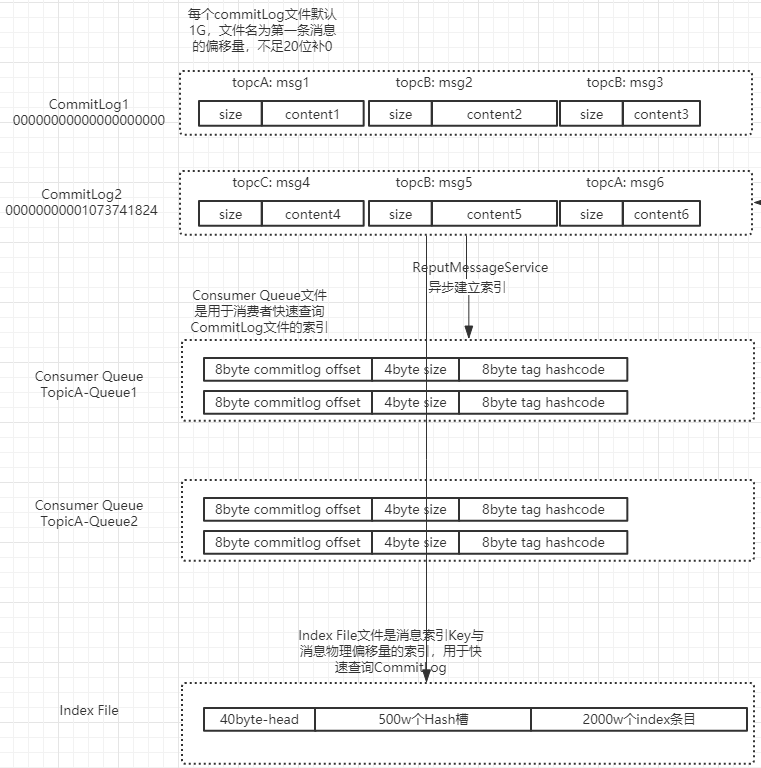 每个commitLog文件默认
1G，文件名为第一条消息
的偏移量，不足20位补0
topcA: msg1
topcB: msg2
topcB: msg3
CommitLog1
00000000000000000000
size
content1
size
content2
size
content3
topcC: msg4
topcB: msg5
topcA: msg6
CommitLog2
00000000001073741824
size
content4
size
content5
size
content6
ReputMessageService
异步建立索引
Consumer Queue文件
是用于消费者快速查询
CommitLog文件的索引
Consumer Queue
TopicA-Queue1
8byte commitlog offset
4byte size
8byte tag hashcode
8byte commitlog offset
4byte size
8byte tag hashcode
Consumer Queue
TopicA-Queue2
8byte commitlog offset
4byte size
8byte tag hashcode
8byte commitlog offset
4byte size
8byte tag hashcode
Index File文件是消息索引Key与
消息物理偏移量的索引，用于快
速查询CommitLog
Index File
40byte-head
500w个Hash槽
2000w个index条目